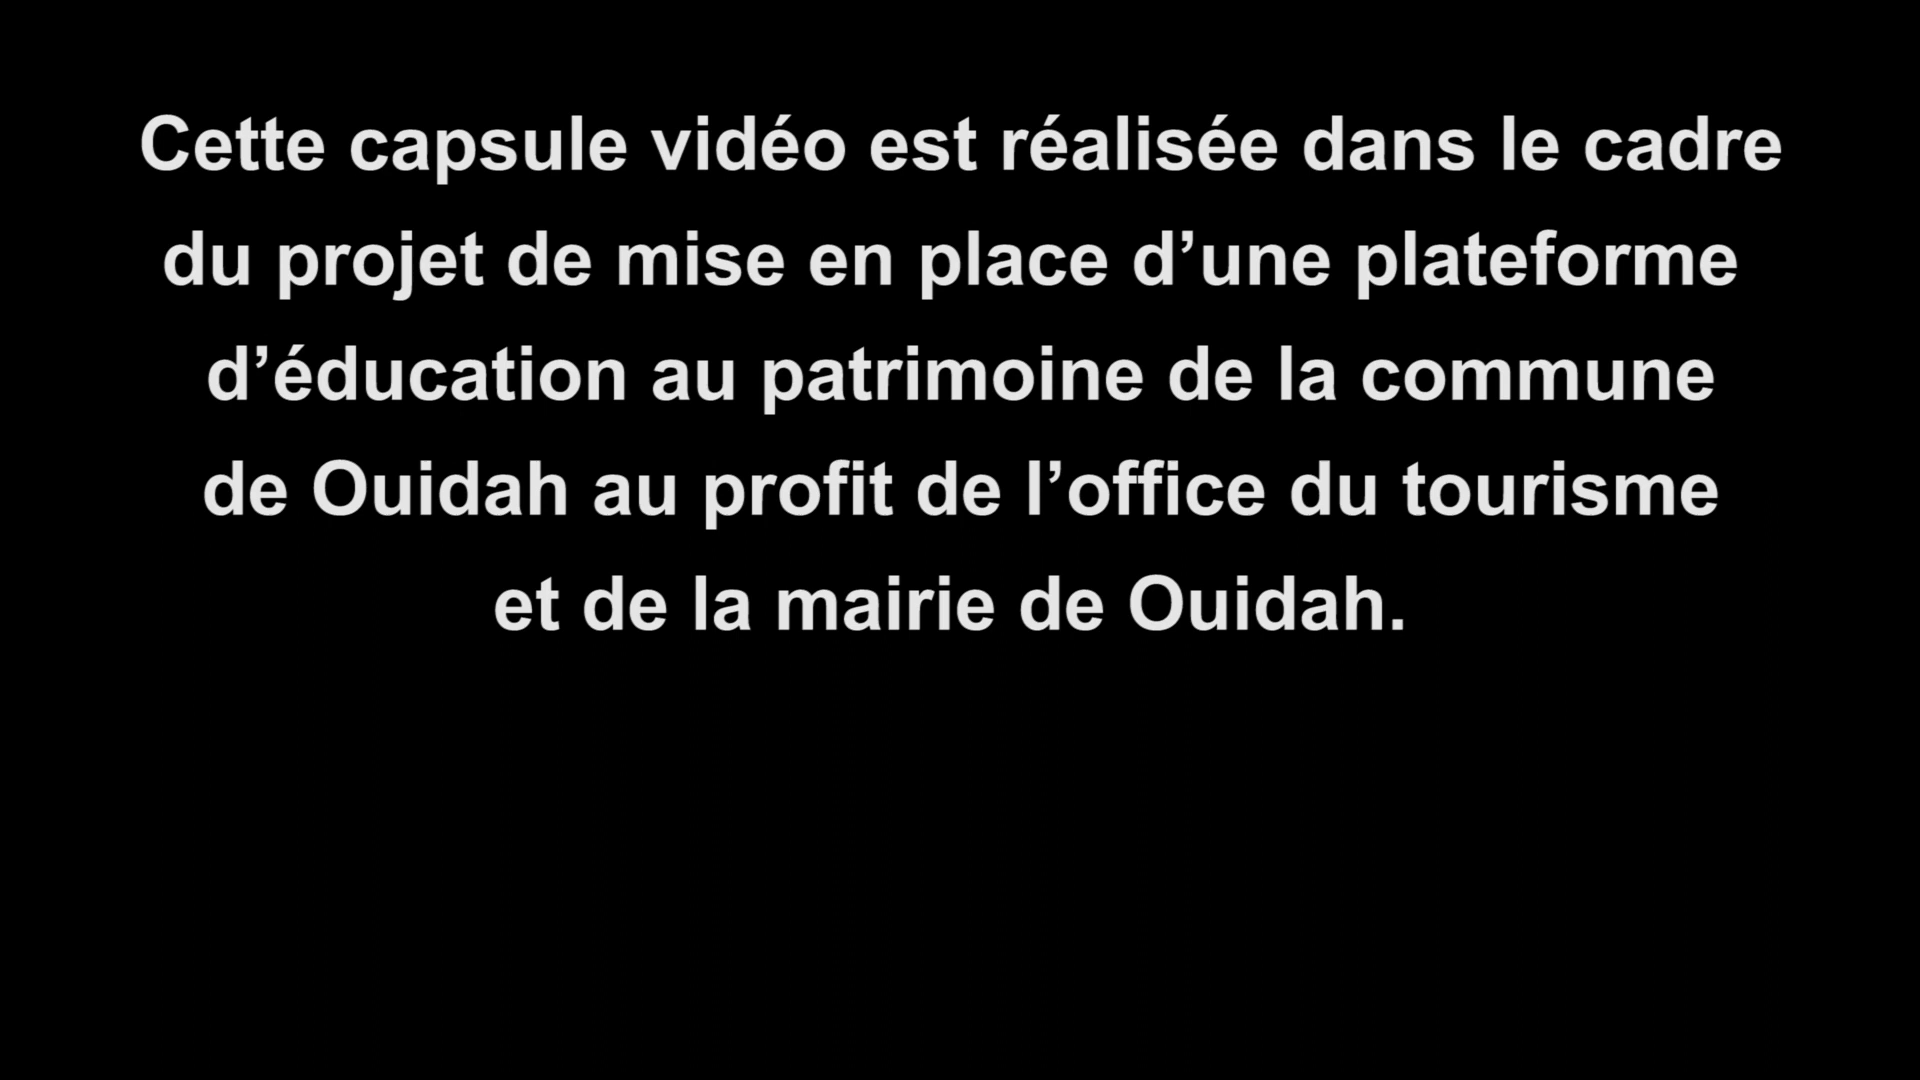 Cette capsule vidéo est réalisée dans le cadre
du projet de mise en place d’une plateforme
d’éducation au patrimoine de la commune
de Ouidah au profit de l’office du tourisme
et de la mairie de Ouidah.